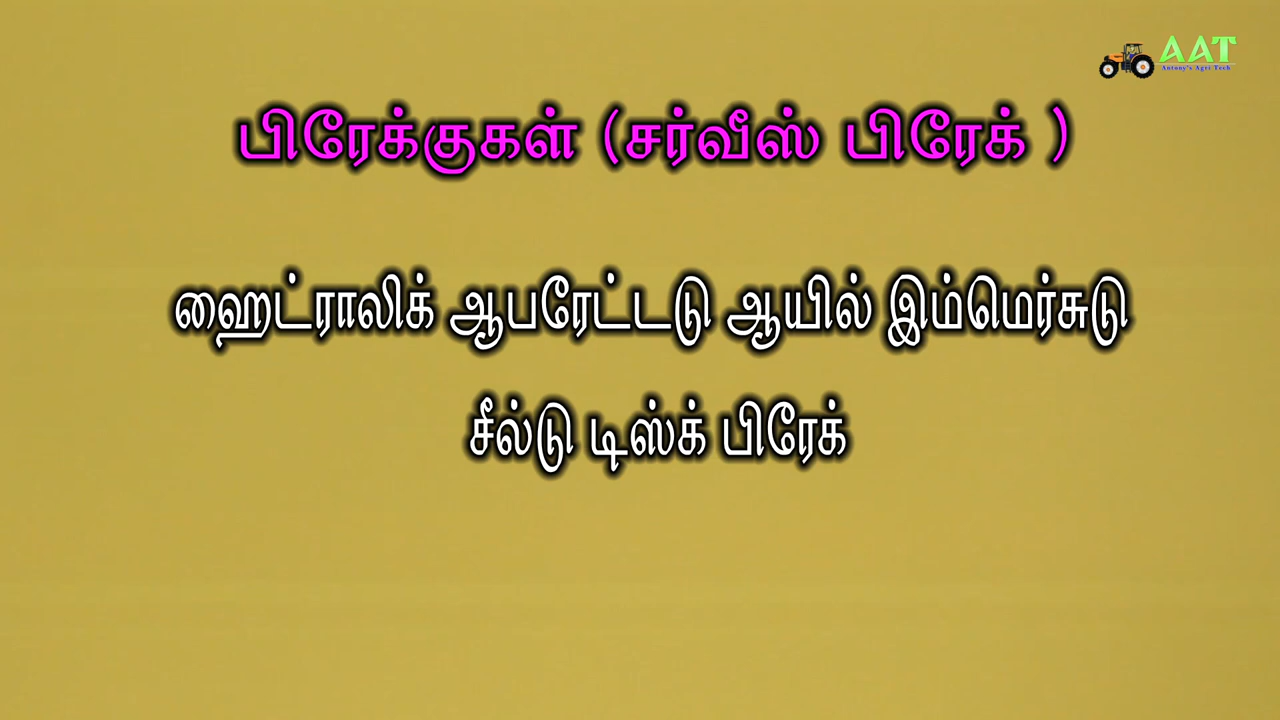 AAT
Antony's Agri Tech
பிரேக்குகள் (சர்வீஸ் பிரேக் )
ஹைட்ராலிக் ஆபரேட்டடு ஆயில் இம்மெர்சுடு
சீல்டு டிஸ்க் பிரேக்